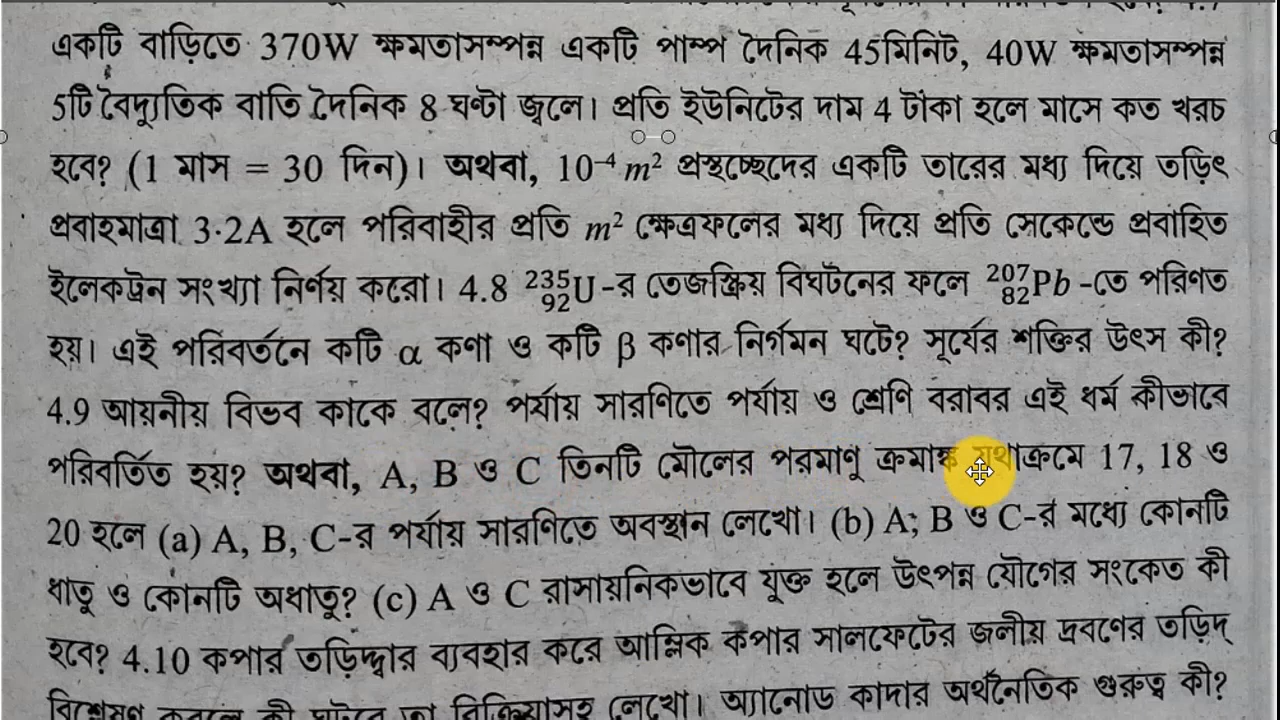 একটি বাড়িতে 370W ক্ষমতাসম্পন্ন একটি পাম্প দৈনিক 45মিনিট, 40W ক্ষমতাসম্পন্ন
5টি বৈদ্যুতিক বাতি দৈনিক 8 ঘণ্টা জ্বলে। প্রতি ইউনিটের দাম 4 টাকা হলে মাসে কত খরচ
হবে? (1 মাস = 30 দিন)। অথবা, 10⁻⁴ m² প্রস্থচ্ছেদের একটি তারের মধ্য দিয়ে তড়িৎ
প্রবাহমাত্রা 3·2A হলে পরিবাহীর প্রতি m² ক্ষেত্রফলের মধ্য দিয়ে প্রতি সেকেন্ডে প্রবাহিত
ইলেকট্রন সংখ্যা নির্ণয় করো। 4.8 ²³⁵₉₂U-র তেজস্ক্রিয় বিঘটনের ফলে ²⁰⁷₈₂Pb -তে পরিণত
হয়। এই পরিবর্তনে কটি α কণা ও কটি β কণার নির্গমন ঘটে? সূর্যের শক্তির উৎস কী?
4.9 আয়নীয় বিভব কাকে বলে? পর্যায় সারণিতে পর্যায় ও শ্রেণি বরাবর এই ধর্ম কীভাবে
পরিবর্তিত হয়? অথবা, A, B ও C তিনটি মৌলের পরমাণু ক্রমাঙ্ক যথাক্রমে 17, 18 ও
20 হলে (a) A, B, C-র পর্যায় সারণিতে অবস্থান লেখো। (b) A; B ও C-র মধ্যে কোনটি
ধাতু ও কোনটি অধাতু? (c) A ও C রাসায়নিকভাবে যুক্ত হলে উৎপন্ন যৌগের সংকেত কী
হবে? 4.10 কপার তড়িদ্দ্বার ব্যবহার করে আম্লিক কপার সালফেটের জলীয় দ্রবণের তড়িদ্
বিশ্লেষণ করলে কী ঘটবে তা বিক্রিয়াসহ লেখো। অ্যানোড কাদার অর্থনৈতিক গুরুত্ব কী?